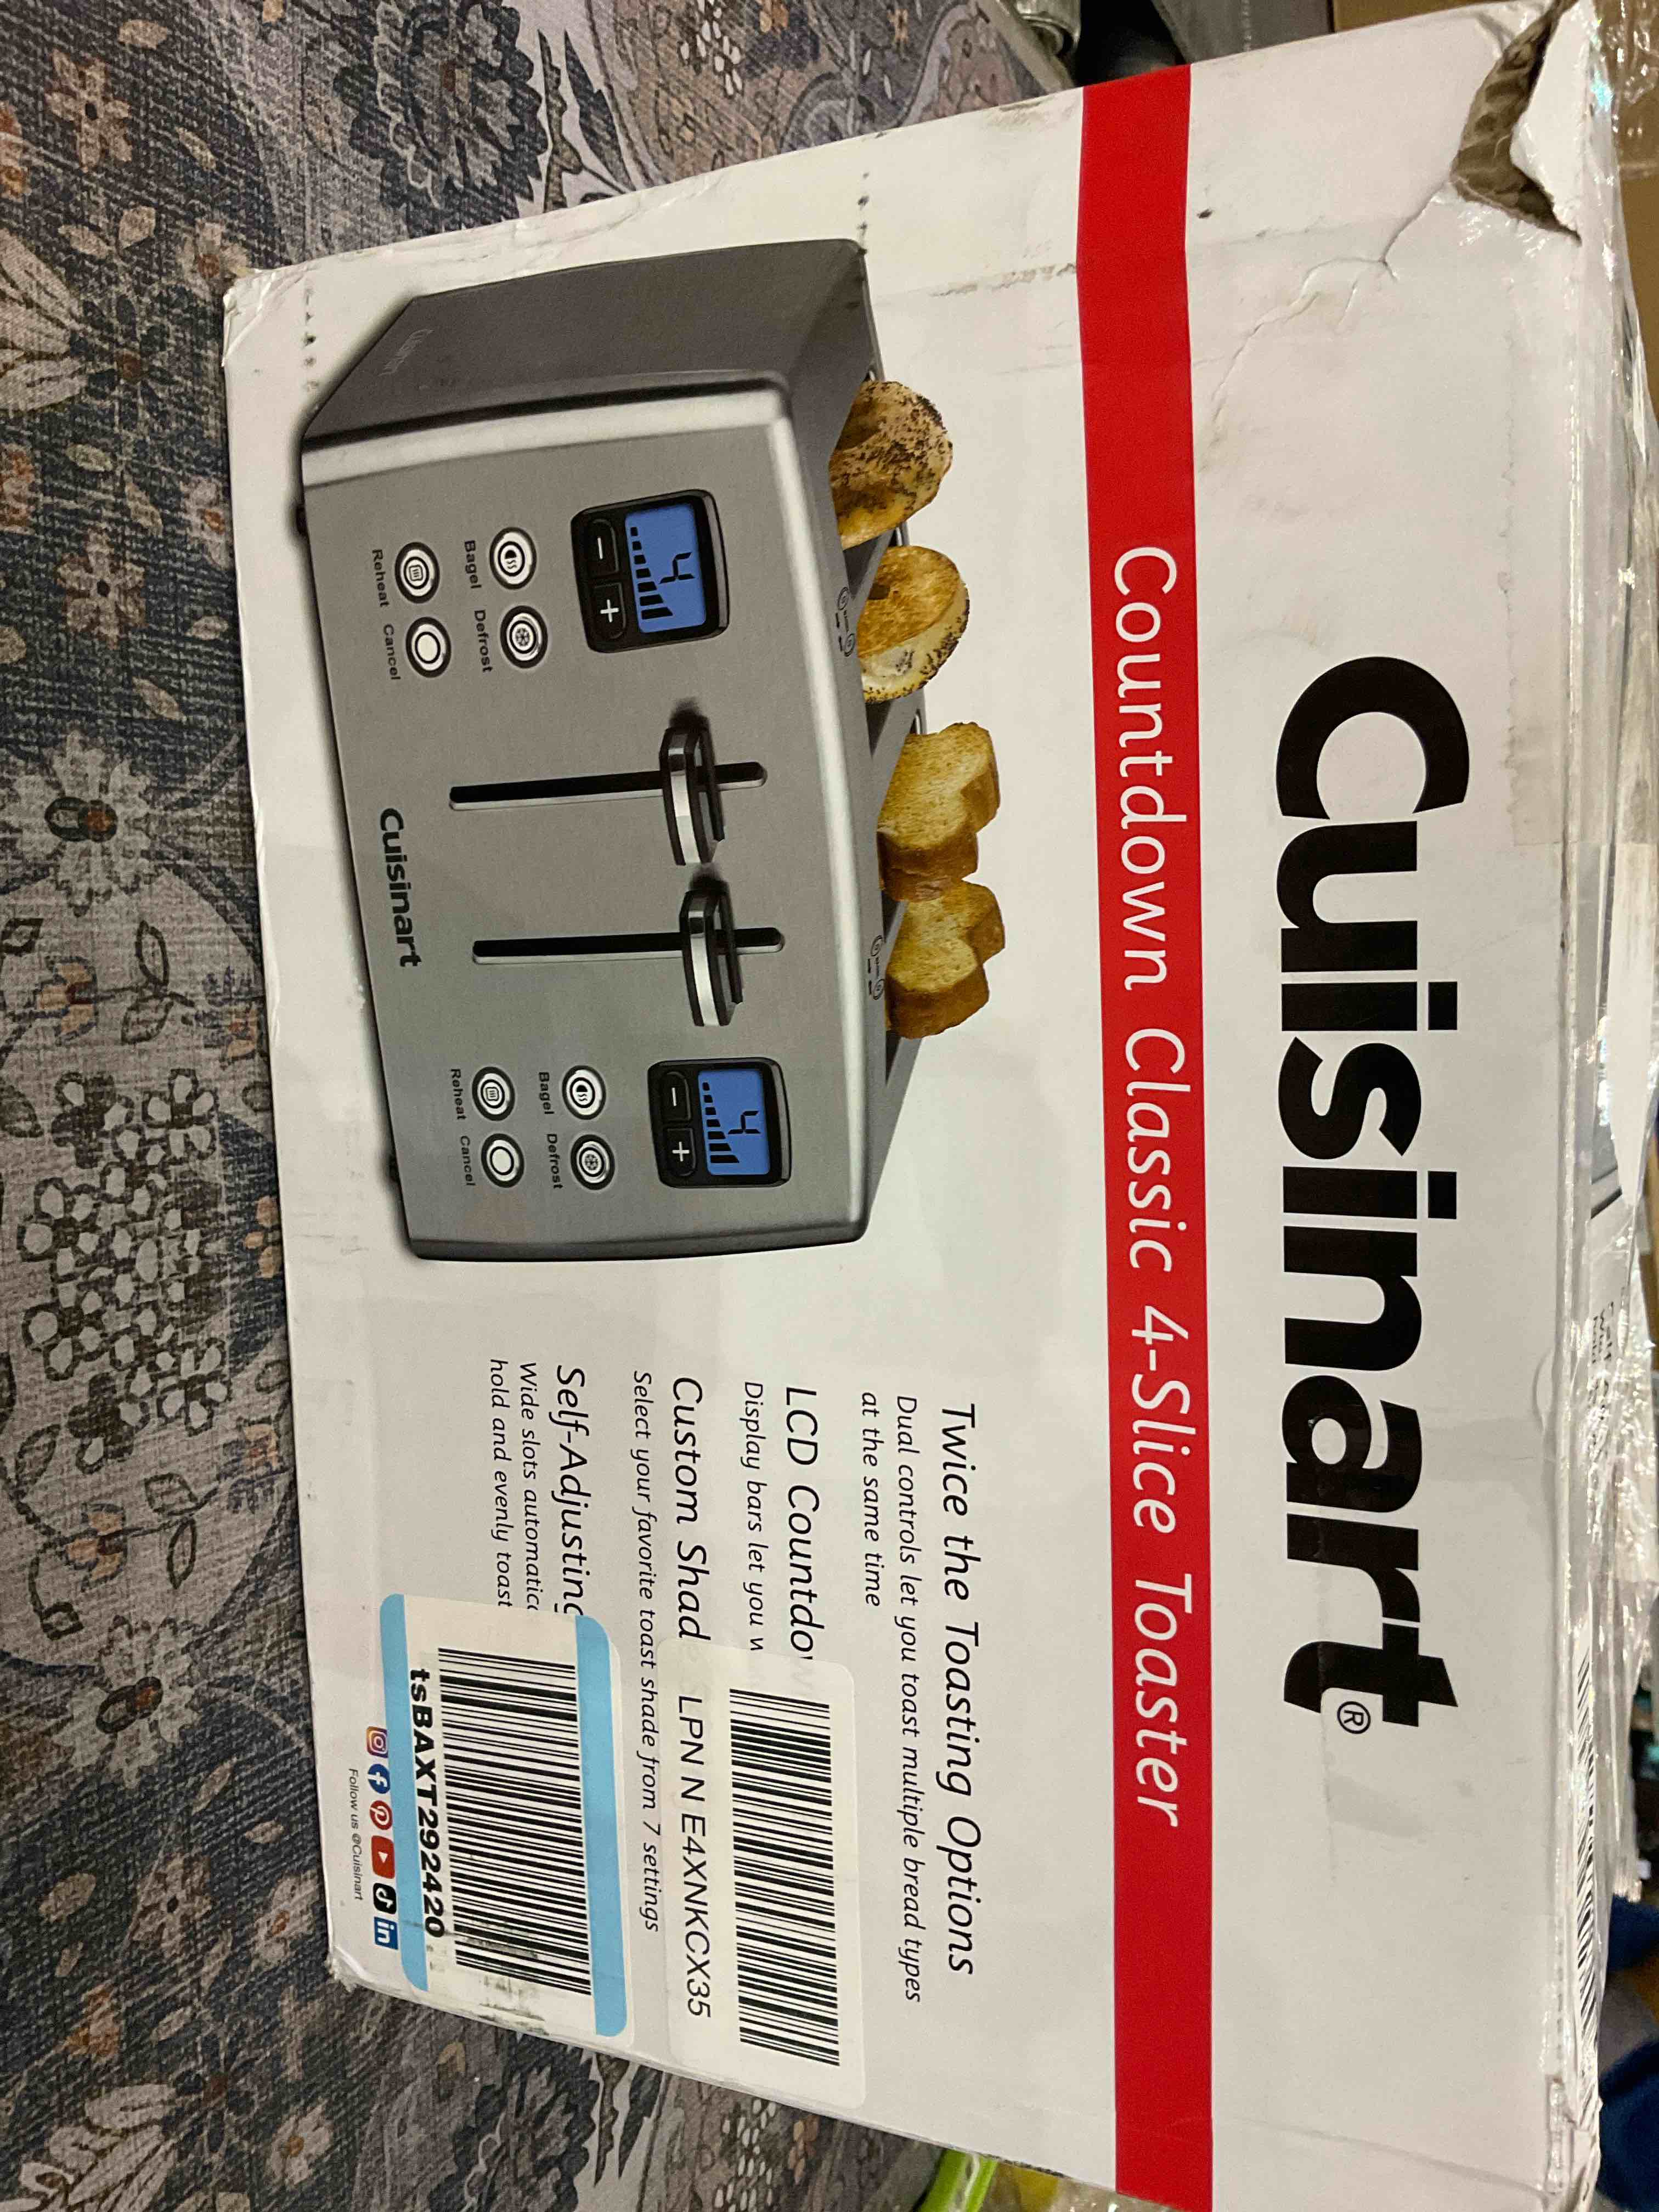 Cuisinart®
Countdown Classic 4-Slice Toaster
4
- +
Bagel Defrost
Reheat Cancel
Cuisinart
4
- +
Bagel Defrost
Reheat Cancel
Twice the Toasting Options
Dual controls let you toast multiple bread types
at the same time
LCD Countdow
Display bars let you w
Custom Shad
Select your favorite toast shade from 7 settings
Self-Adjusting
Wide slots automatic
hold and evenly toast
LPN N E4XNKCX35
tsBAXT292420
Follow us @Cuisinart